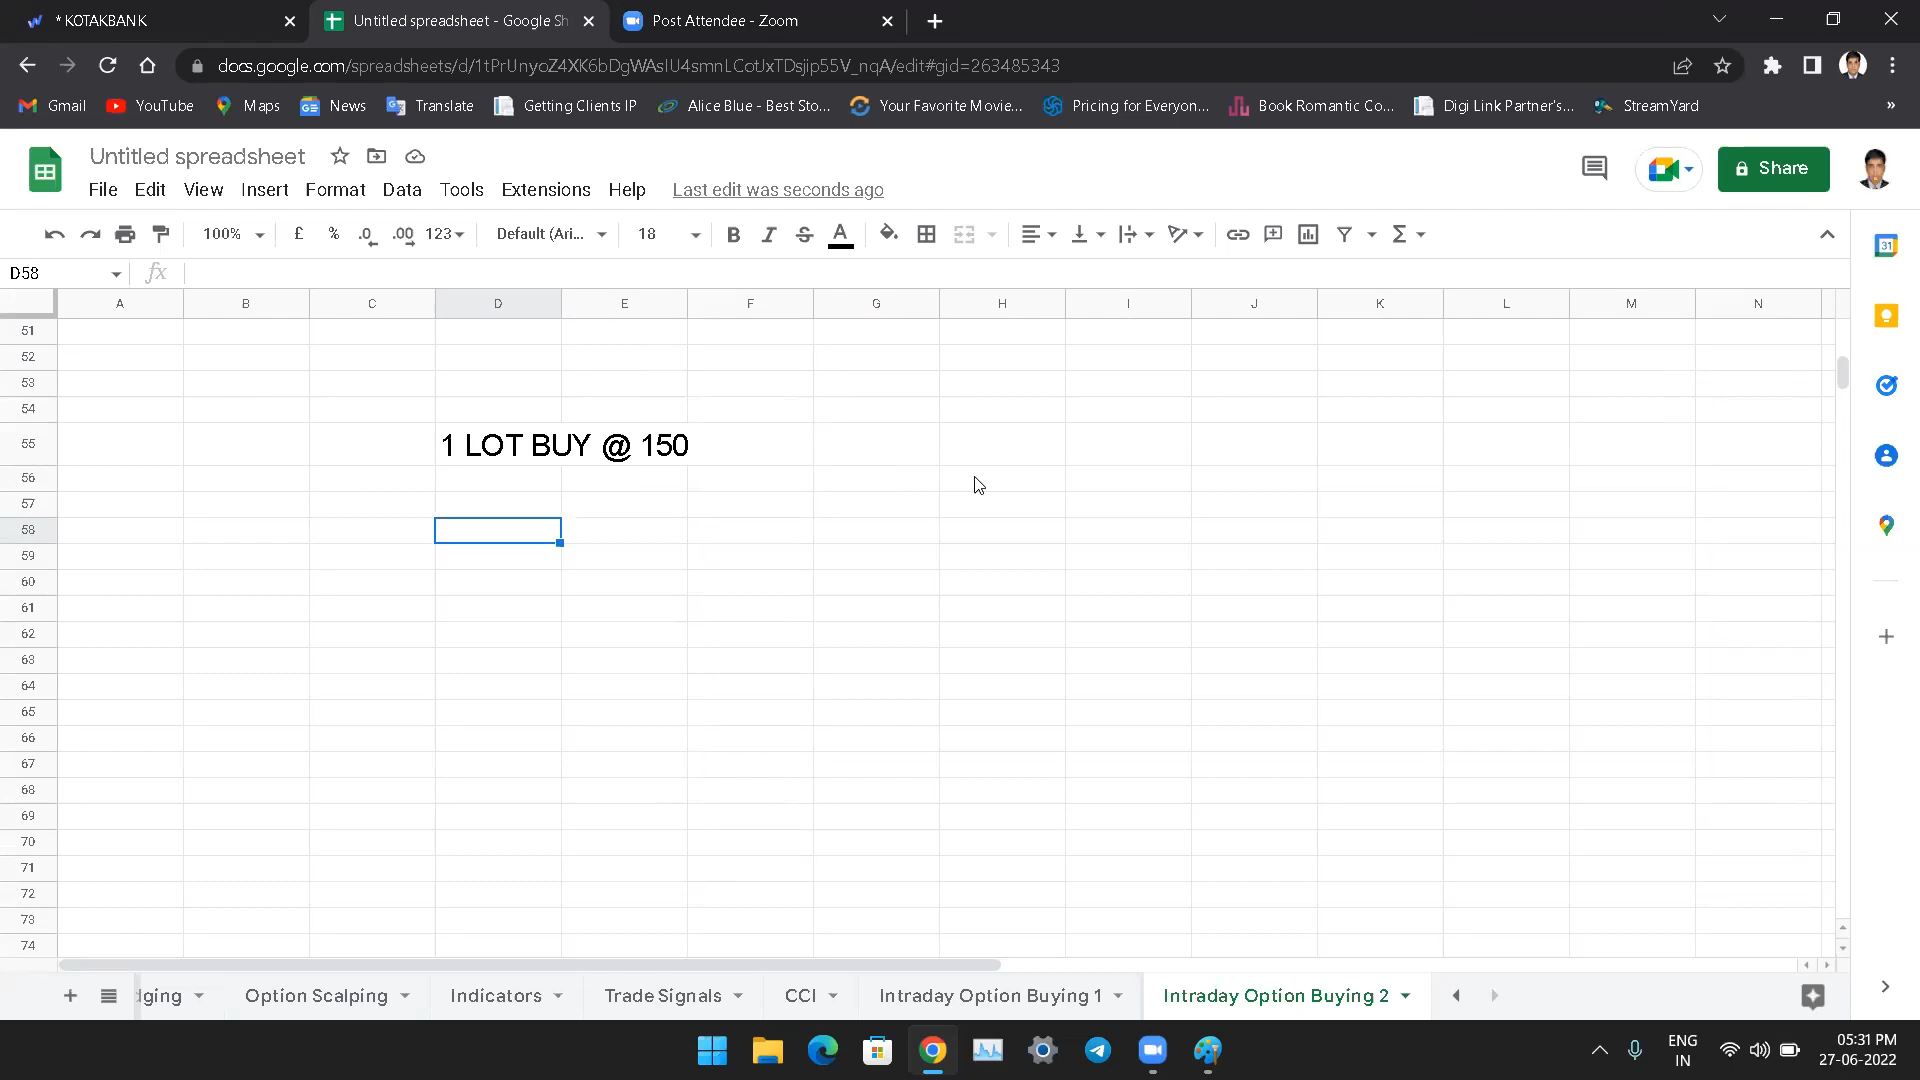 * KOTAKBANK
Untitled spreadsheet - Google Sh
Post Attendee - Zoom
docs.google.com/spreadsheets/d/1tPrUnyoZ4XK6bDgWAsIU4smnLCotUxTDsjip55V_nqA/edit#gid=263485343
Gmail YouTube Maps News Translate Getting Clients IP Alice Blue - Best Sto... Your Favorite Movie... Pricing for Everyon... Book Romantic Co... Digi Link Partner's... StreamYard »
Untitled spreadsheet
Share
File Edit View Insert Format Data Tools Extensions Help Last edit was seconds ago
100% £ % .0 .00 123 Default (Ari... 18 B I S A Σ
D58 fx
A B C D E F G H I J K L M N
51
52
53
54
55 1 LOT BUY @ 150
56
57
58
59
60
61
62
63
64
65
66
67
68
69
70
71
72
73
74
dging Option Scalping Indicators Trade Signals CCI Intraday Option Buying 1 Intraday Option Buying 2
ENG
IN
05:31 PM
27-06-2022